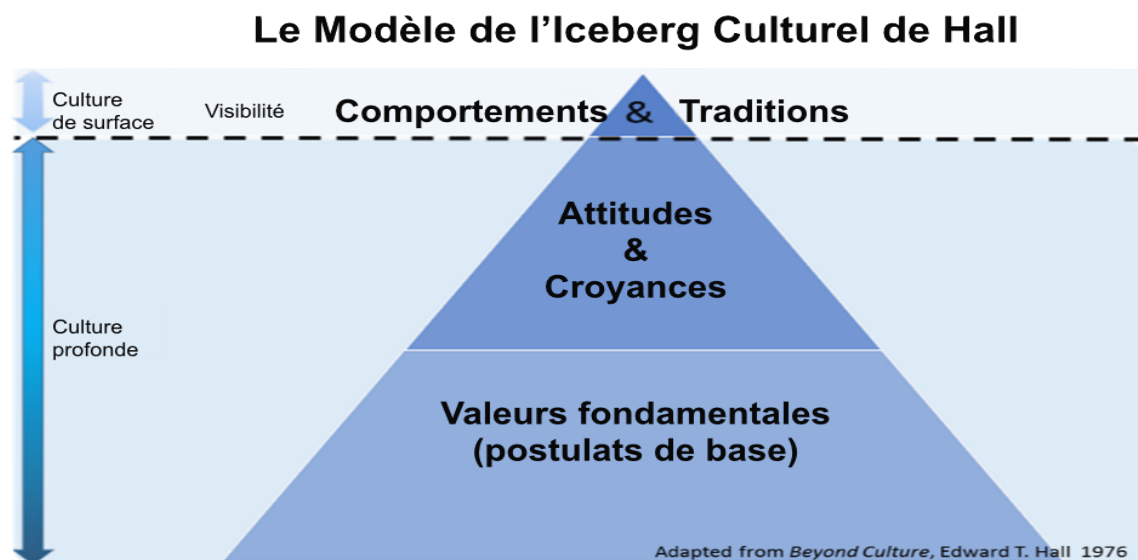 Le Modèle de l'Iceberg Culturel de Hall
Culture
de surface
Visibilité
Comportements & Traditions
Attitudes
&
Croyances
Culture
profonde
Valeurs fondamentales
(postulats de base)
Adapted from Beyond Culture, Edward T. Hall 1976